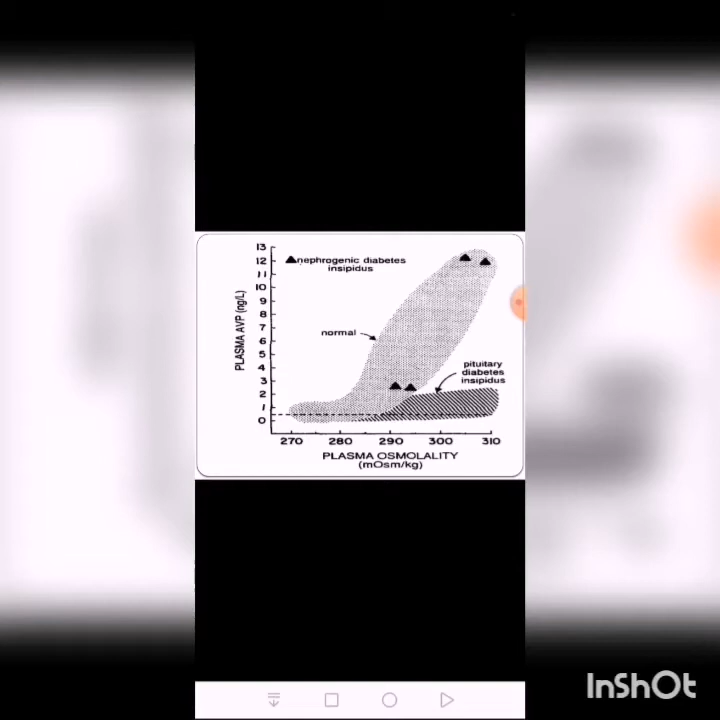 13
12
11
10
9
8
7
6
5
4
3
2
1
0
PLASMA AVP (ng/L)
nephrogenic diabetes
insipidus
normal
pituitary
diabetes
insipidus
270 280 290 300 310
PLASMA OSMOLALITY
(mOsm/kg)
InShOt